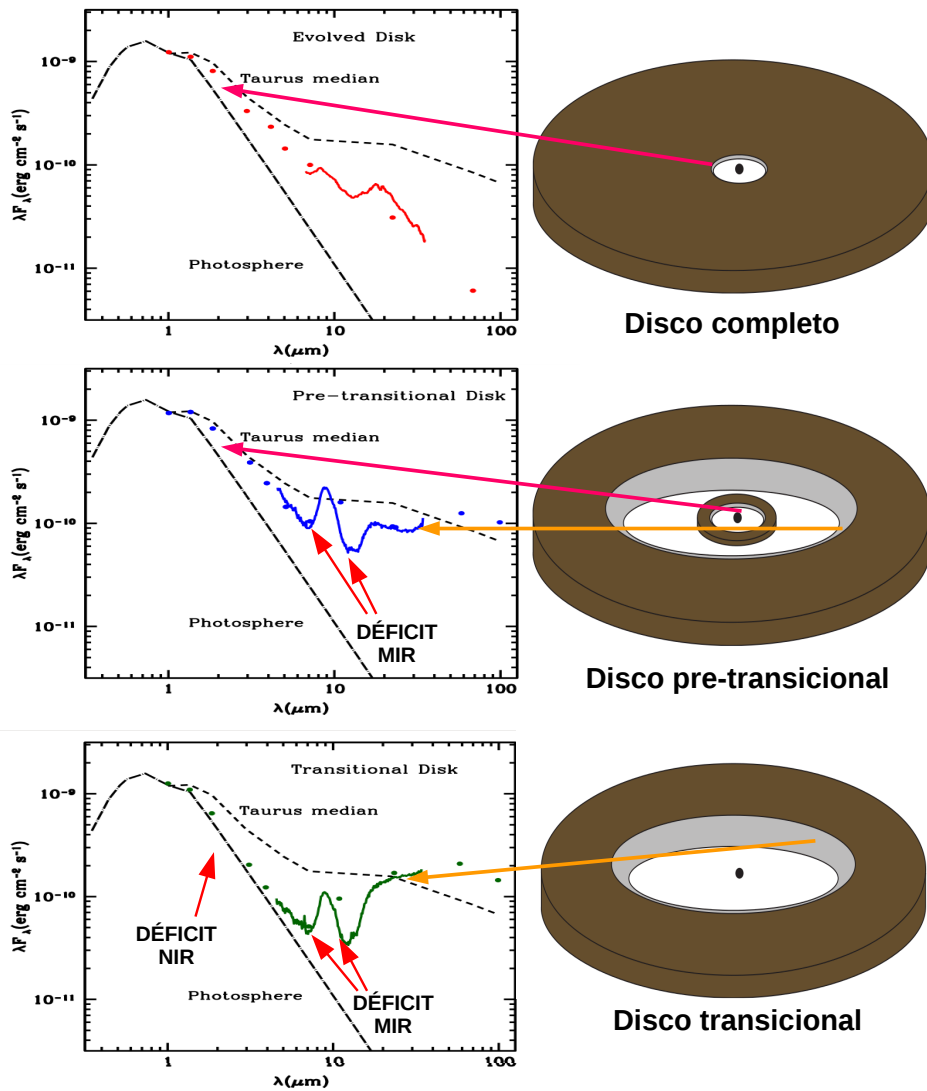 Evolved Disk
Taurus median
Photosphere
10⁻⁹
10⁻¹⁰
10⁻¹¹
λF_λ(erg cm⁻² s⁻¹)
1
10
100
λ(μm)
Disco completo
Pre-transitional Disk
Taurus median
DÉFICIT
MIR
Photosphere
10⁻⁹
10⁻¹⁰
10⁻¹¹
λF_λ(erg cm⁻² s⁻¹)
1
10
100
λ(μm)
Disco pre-transicional
Transitional Disk
Taurus median
DÉFICIT
NIR
DÉFICIT
MIR
Photosphere
10⁻⁹
10⁻¹⁰
10⁻¹¹
λF_λ(erg cm⁻² s⁻¹)
1
10
100
λ(μm)
Disco transicional